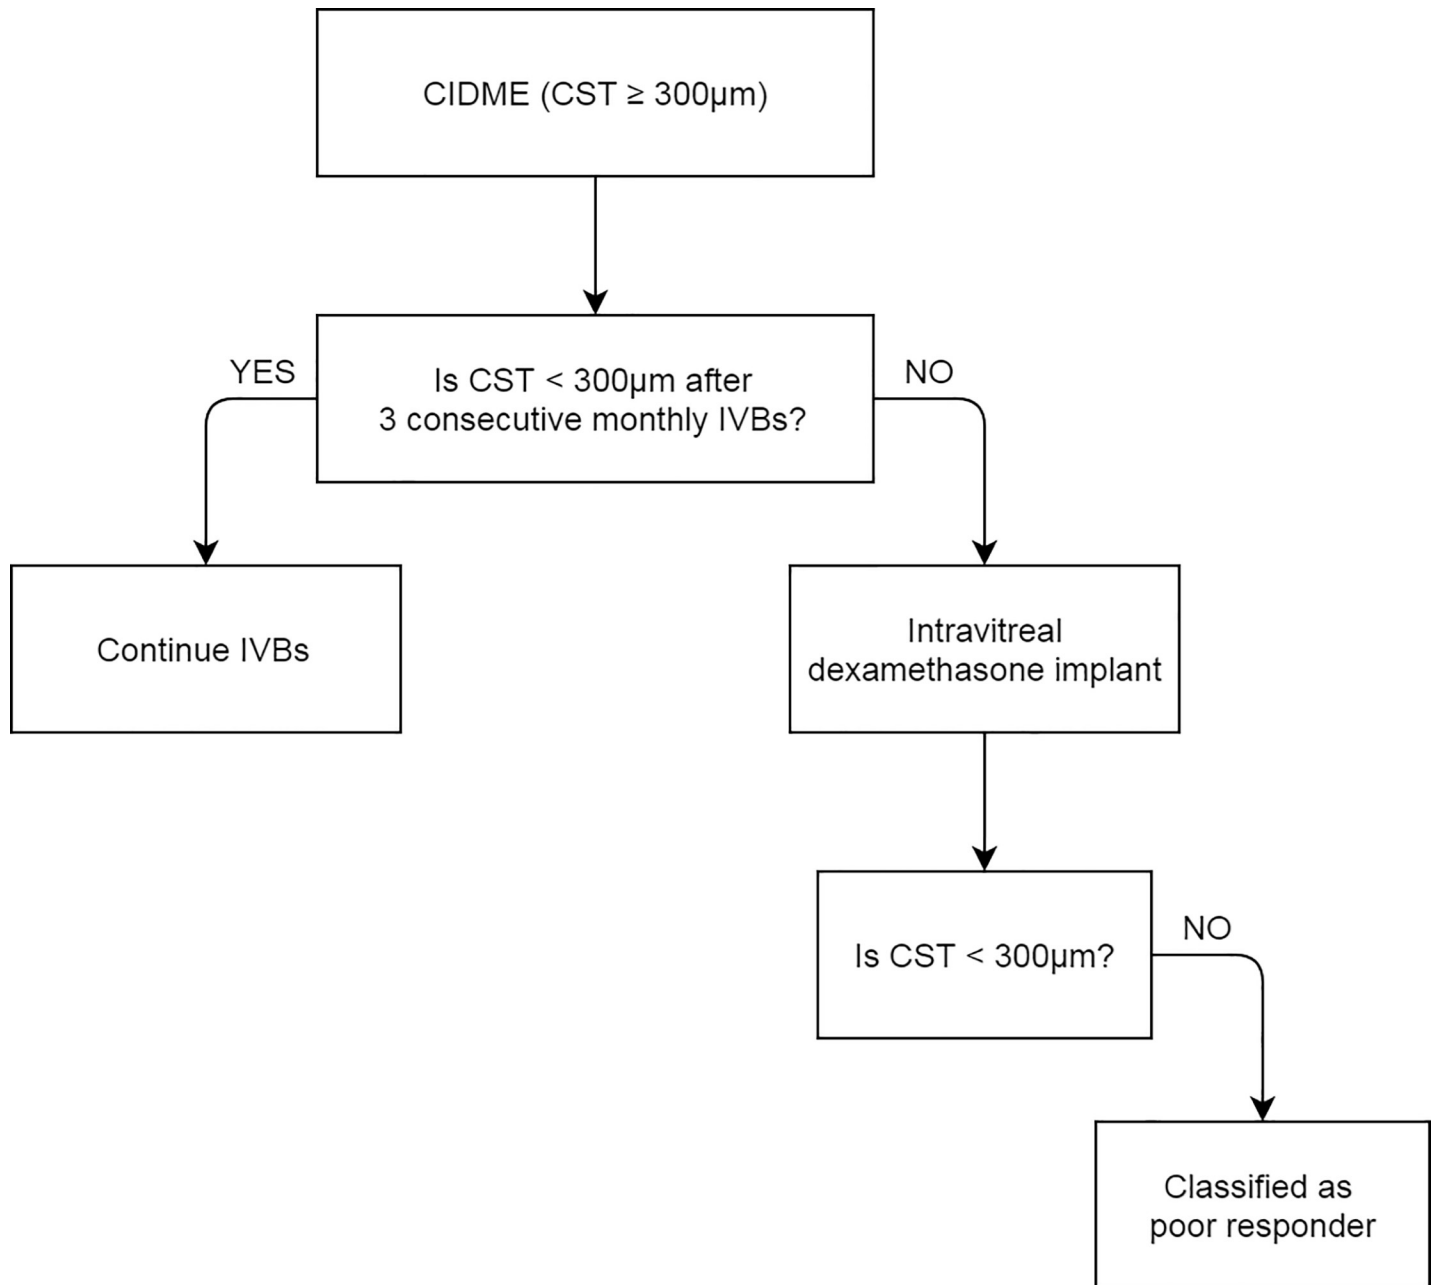 CIDME (CST ≥ 300µm)
Is CST < 300µm after
3 consecutive monthly IVBs?
YES
NO
Continue IVBs
Intravitreal
dexamethasone implant
Is CST < 300µm?
NO
Classified as
poor responder